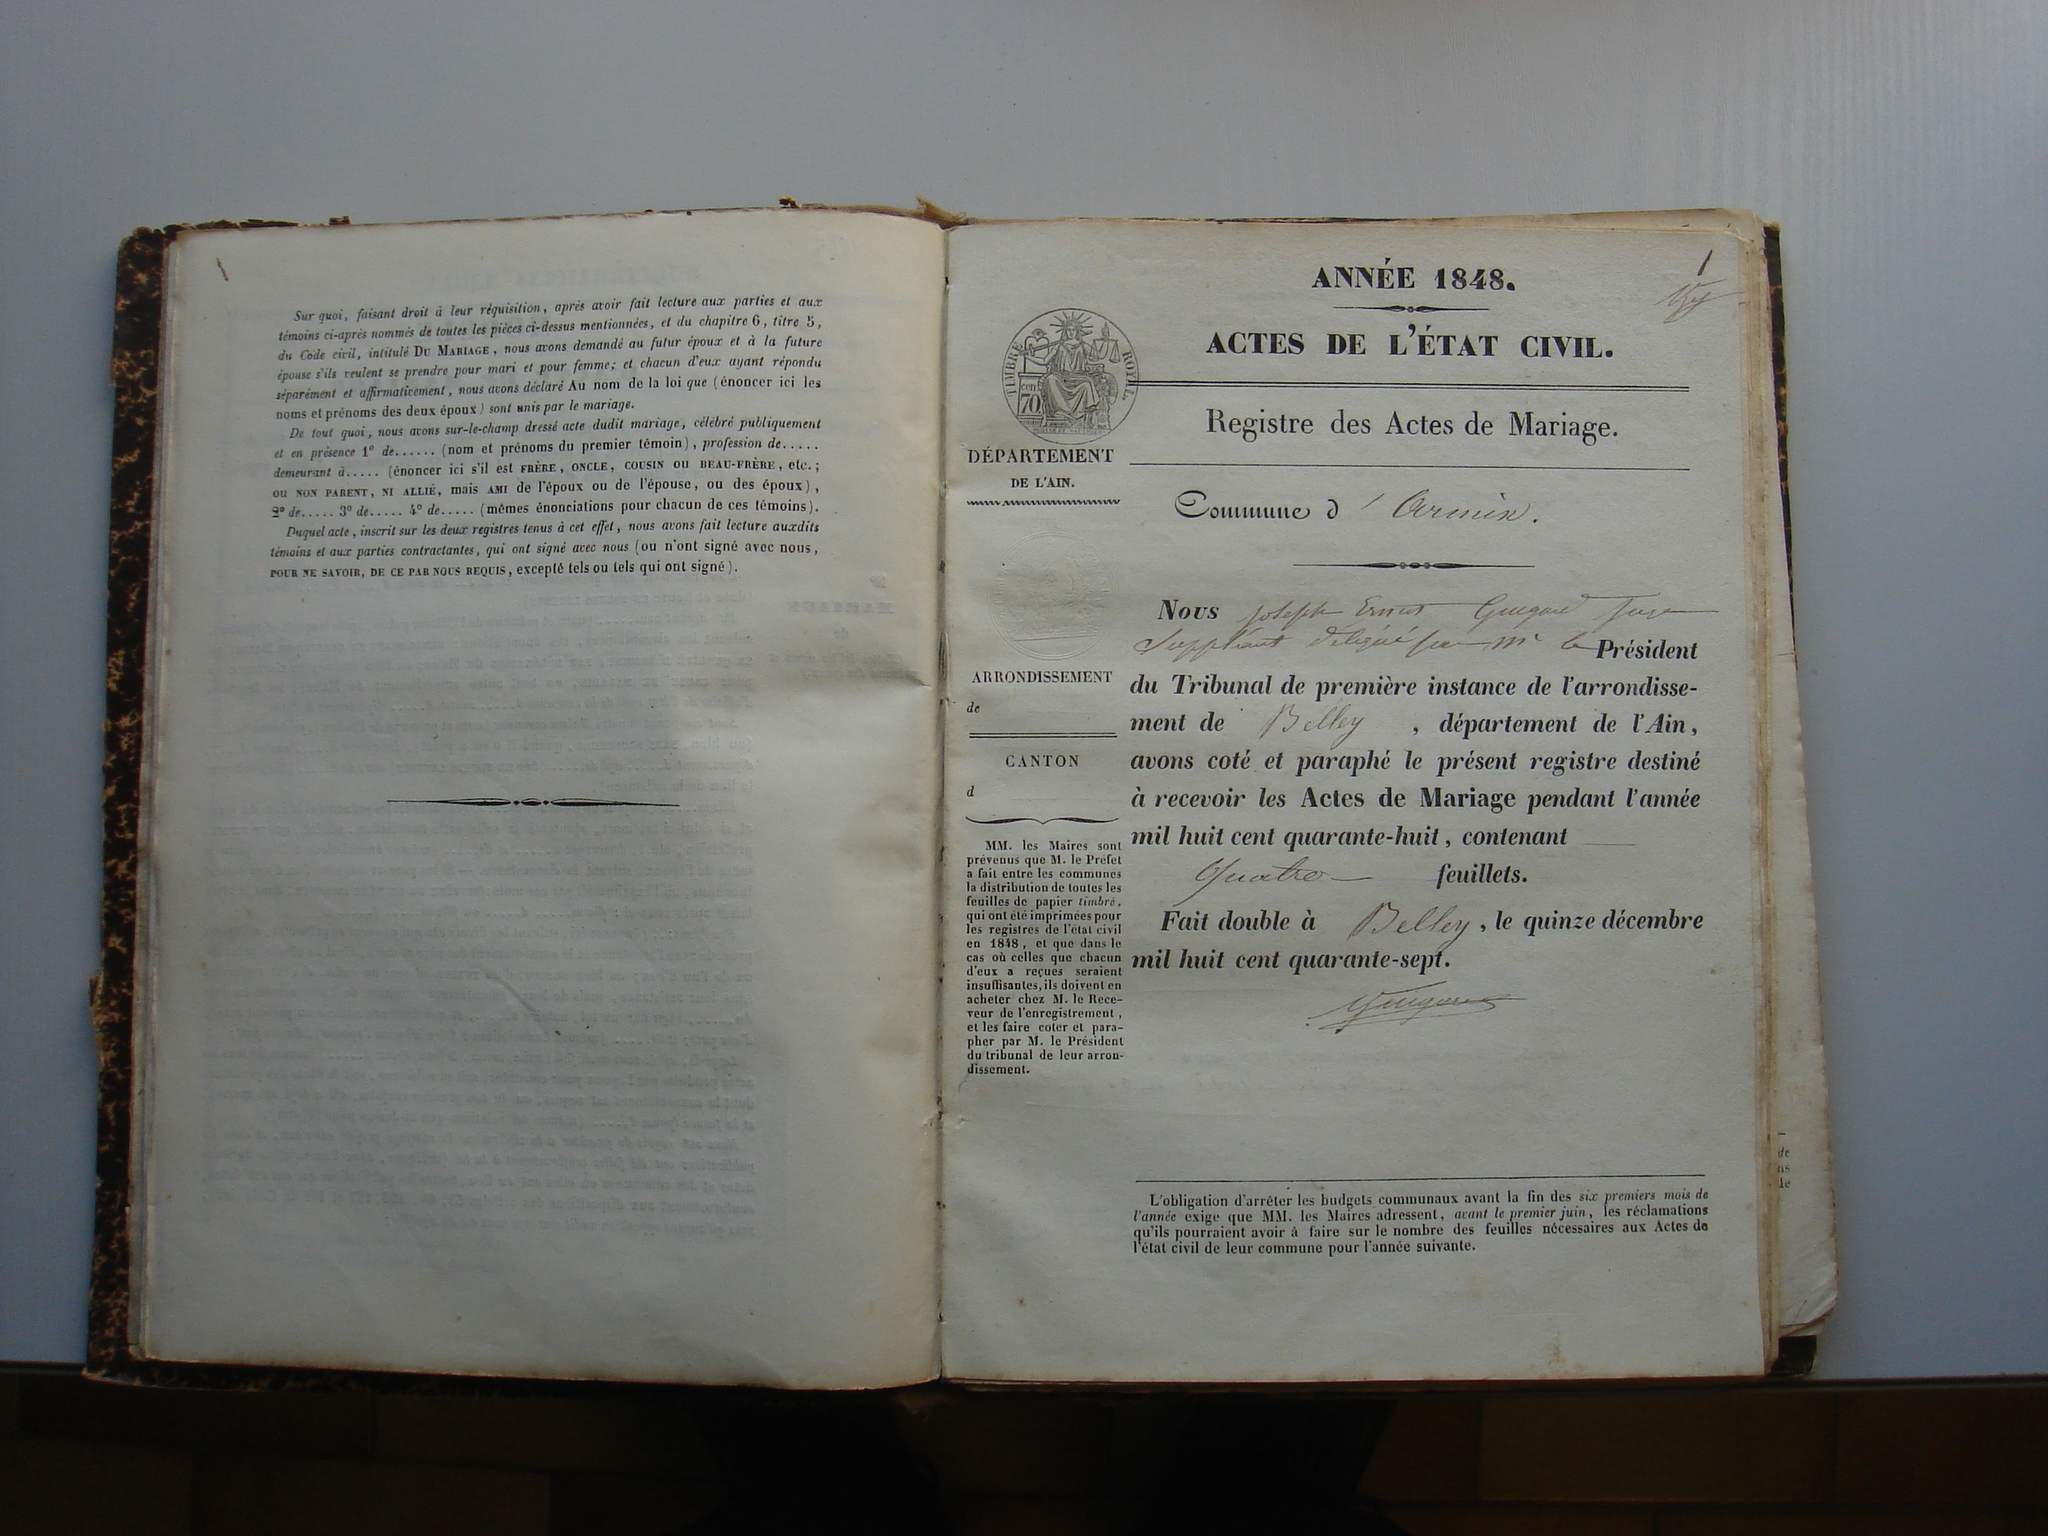 Sur quoi, faisant droit à leur réquisition, après avoir fait lecture aux parties et aux
témoins ci-après nommés de toutes les pièces ci-dessus mentionnées, et du chapitre 6, titre 5,
du Code civil, intitulé DU MARIAGE, nous avons demandé au futur époux et à la future
épouse s'ils veulent se prendre pour mari et pour femme; et chacun d'eux ayant répondu
séparément et affirmativement, nous avons déclaré Au nom de la loi que (énoncer ici les
noms et prénoms des deux époux) sont unis par le mariage.
De tout quoi, nous avons sur-le-champ dressé acte dudit mariage, célébré publiquement
et en présence 1º de...... (nom et prénoms du premier témoin), profession de.....
demeurant à..... (énoncer ici s'il est FRÈRE, ONCLE, COUSIN ou BEAU-FRÈRE, etc.;
ou NON PARENT, NI ALLIÉ, mais AMI de l'époux ou de l'épouse, ou des époux),
2º de..... 3º de..... 4º de..... (mêmes énonciations pour chacun de ces témoins).
Duquel acte, inscrit sur les deux registres tenus à cet effet, nous avons fait lecture auxdits
témoins et aux parties contractantes, qui ont signé avec nous (ou n'ont signé avec nous,
POUR NE SAVOIR, DE CE PAR NOUS REQUIS, excepté tels ou tels qui ont signé).
1
ANNÉE 1848.
ACTES DE L'ÉTAT CIVIL.
TIMBRE ROYAL
cent
70
Registre des Actes de Mariage.
DÉPARTEMENT
DE L'AIN.
Commune d'Armix.
Nous Joseph Ernest Guigard Juge
Suppléant délégué par Mr le Président
du Tribunal de première instance de l'arrondisse-
ment de Belley, département de l'Ain,
avons coté et paraphé le présent registre destiné
à recevoir les Actes de Mariage pendant l'année
mil huit cent quarante-huit, contenant
Quatre feuillets.
Fait double à Belley, le quinze décembre
mil huit cent quarante-sept.
ARRONDISSEMENT
de
CANTON
d
MM. les Maires sont
prévenus que M. le Préfet
a fait entre les communes
la distribution de toutes les
feuilles de papier timbré,
qui ont été imprimées pour
les registres de l'état civil
en 1848, et que dans le
cas où celles que chacun
d'eux a reçues seraient
insuffisantes, ils doivent en
acheter chez M. le Rece-
veur de l'enregistrement,
et les faire coter et para-
pher par M. le Président
du tribunal de leur arron-
dissement.
L'obligation d'arrêter les budgets communaux avant la fin des six premiers mois de
l'année exige que MM. les Maires adressent, avant le premier juin, les réclamations
qu'ils pourraient avoir à faire sur le nombre des feuilles nécessaires aux Actes de
l'état civil de leur commune pour l'année suivante.